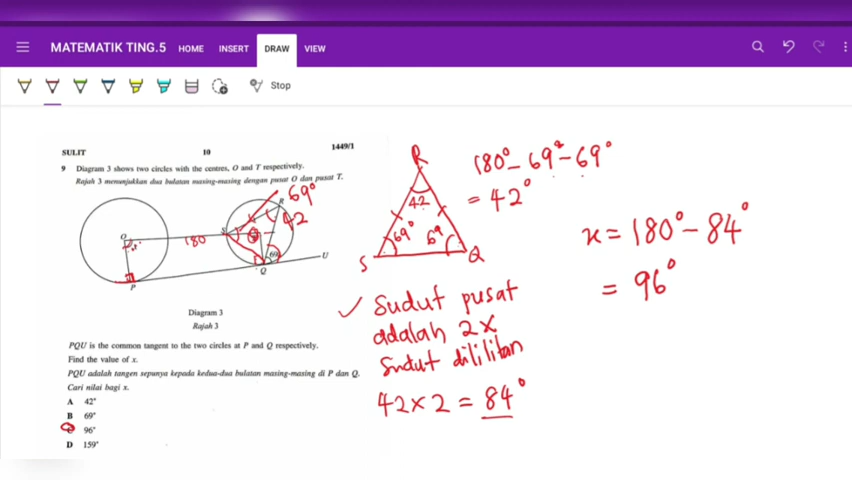 MATEMATIK TING.5
HOME
INSERT
DRAW
VIEW
Stop
SULIT
10
1449/1
9 Diagram 3 shows two circles with the centres, O and T respectively.
Rajah 3 menunjukkan dua bulatan masing-masing dengan pusat O dan pusat T.
69°
R
42
S
O
180
x°
69
U
P
Q
Diagram 3
Rajah 3
PQU is the common tangent to the two circles at P and Q respectively.
Find the value of x.
PQU adalah tangen sepunya kepada kedua-dua bulatan masing-masing di P dan Q.
Cari nilai bagi x.
A 42°
B 69°
96°
D 159°
R
42
69°
69
S
Q
180° - 69° - 69°
= 42°
✓ Sudut pusat
adalah 2x
Sudut dililitan
42 x 2 = 84°
x = 180° - 84°
= 96°